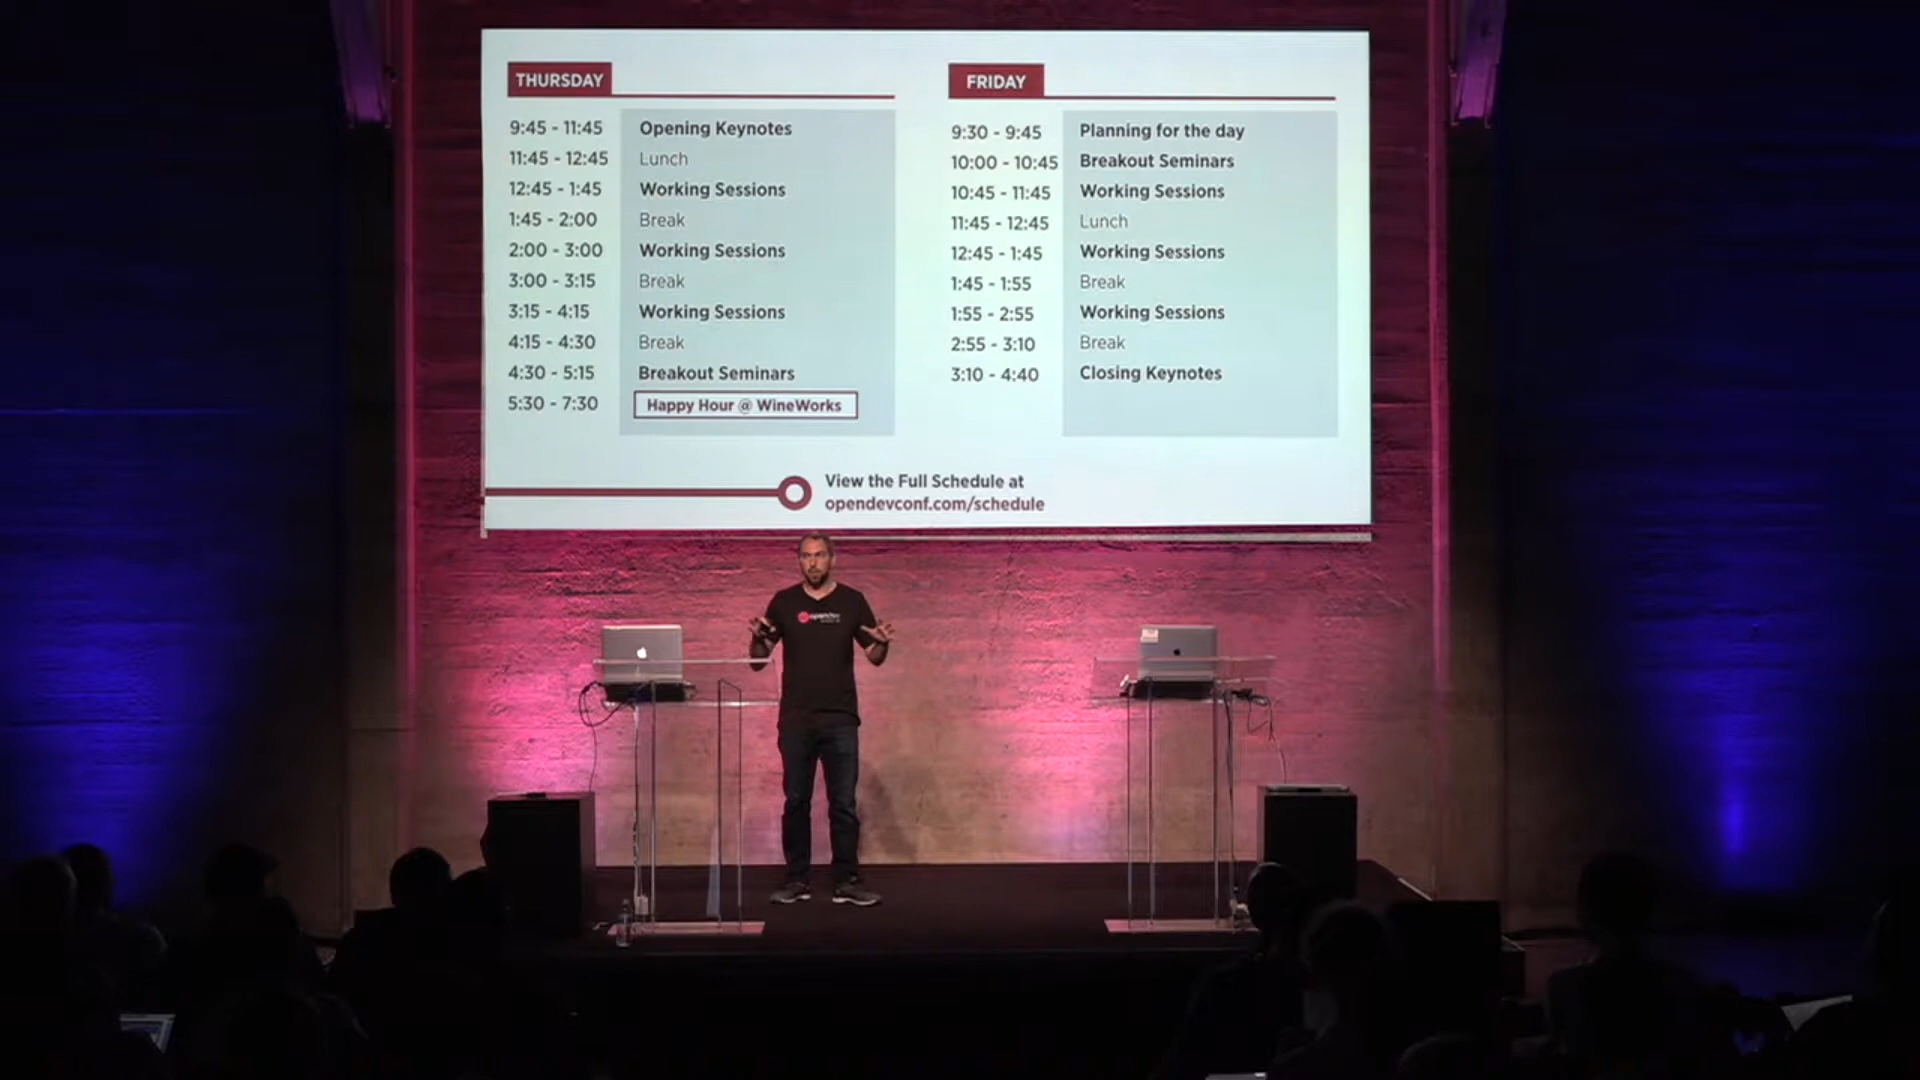 THURSDAY
9:45 - 11:45 Opening Keynotes
11:45 - 12:45 Lunch
12:45 - 1:45 Working Sessions
1:45 - 2:00 Break
2:00 - 3:00 Working Sessions
3:00 - 3:15 Break
3:15 - 4:15 Working Sessions
4:15 - 4:30 Break
4:30 - 5:15 Breakout Seminars
5:30 - 7:30 Happy Hour @ WineWorks
FRIDAY
9:30 - 9:45 Planning for the day
10:00 - 10:45 Breakout Seminars
10:45 - 11:45 Working Sessions
11:45 - 12:45 Lunch
12:45 - 1:45 Working Sessions
1:45 - 1:55 Break
1:55 - 2:55 Working Sessions
2:55 - 3:10 Break
3:10 - 4:40 Closing Keynotes
View the Full Schedule at
opendevconf.com/schedule
opendev